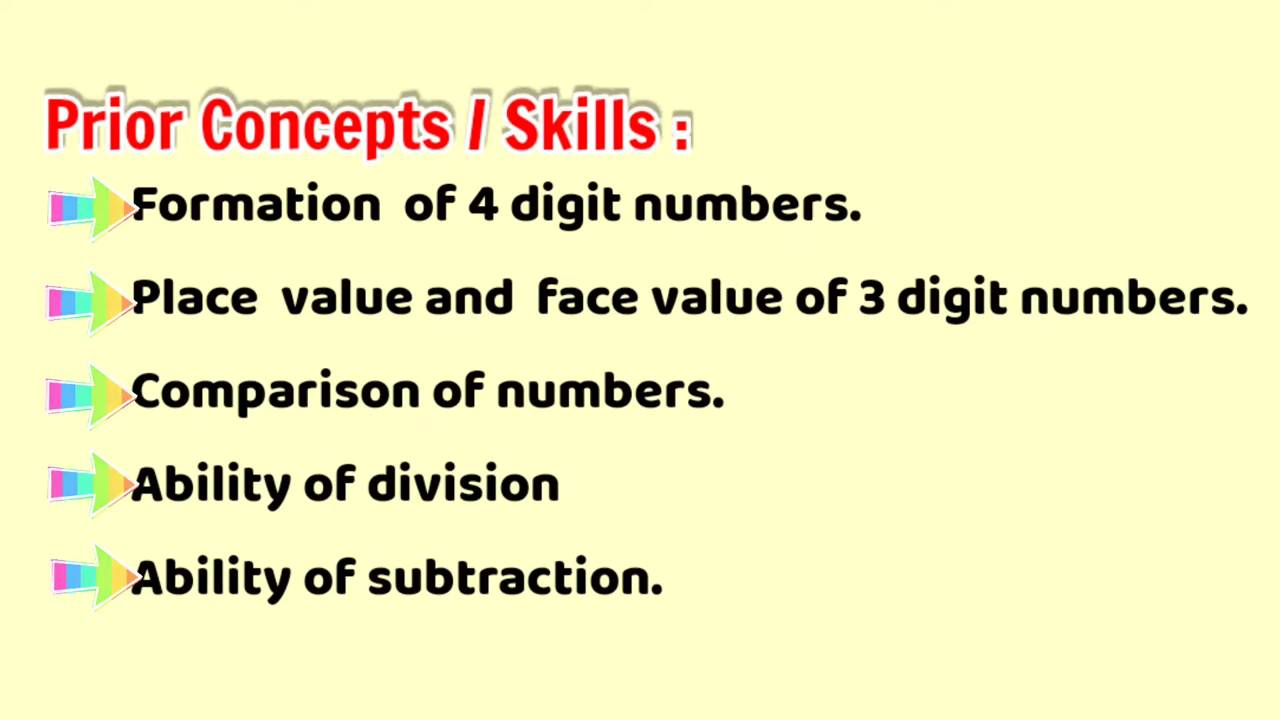 Prior Concepts / Skills :
Formation of 4 digit numbers.
Place value and face value of 3 digit numbers.
Comparison of numbers.
Ability of division
Ability of subtraction.